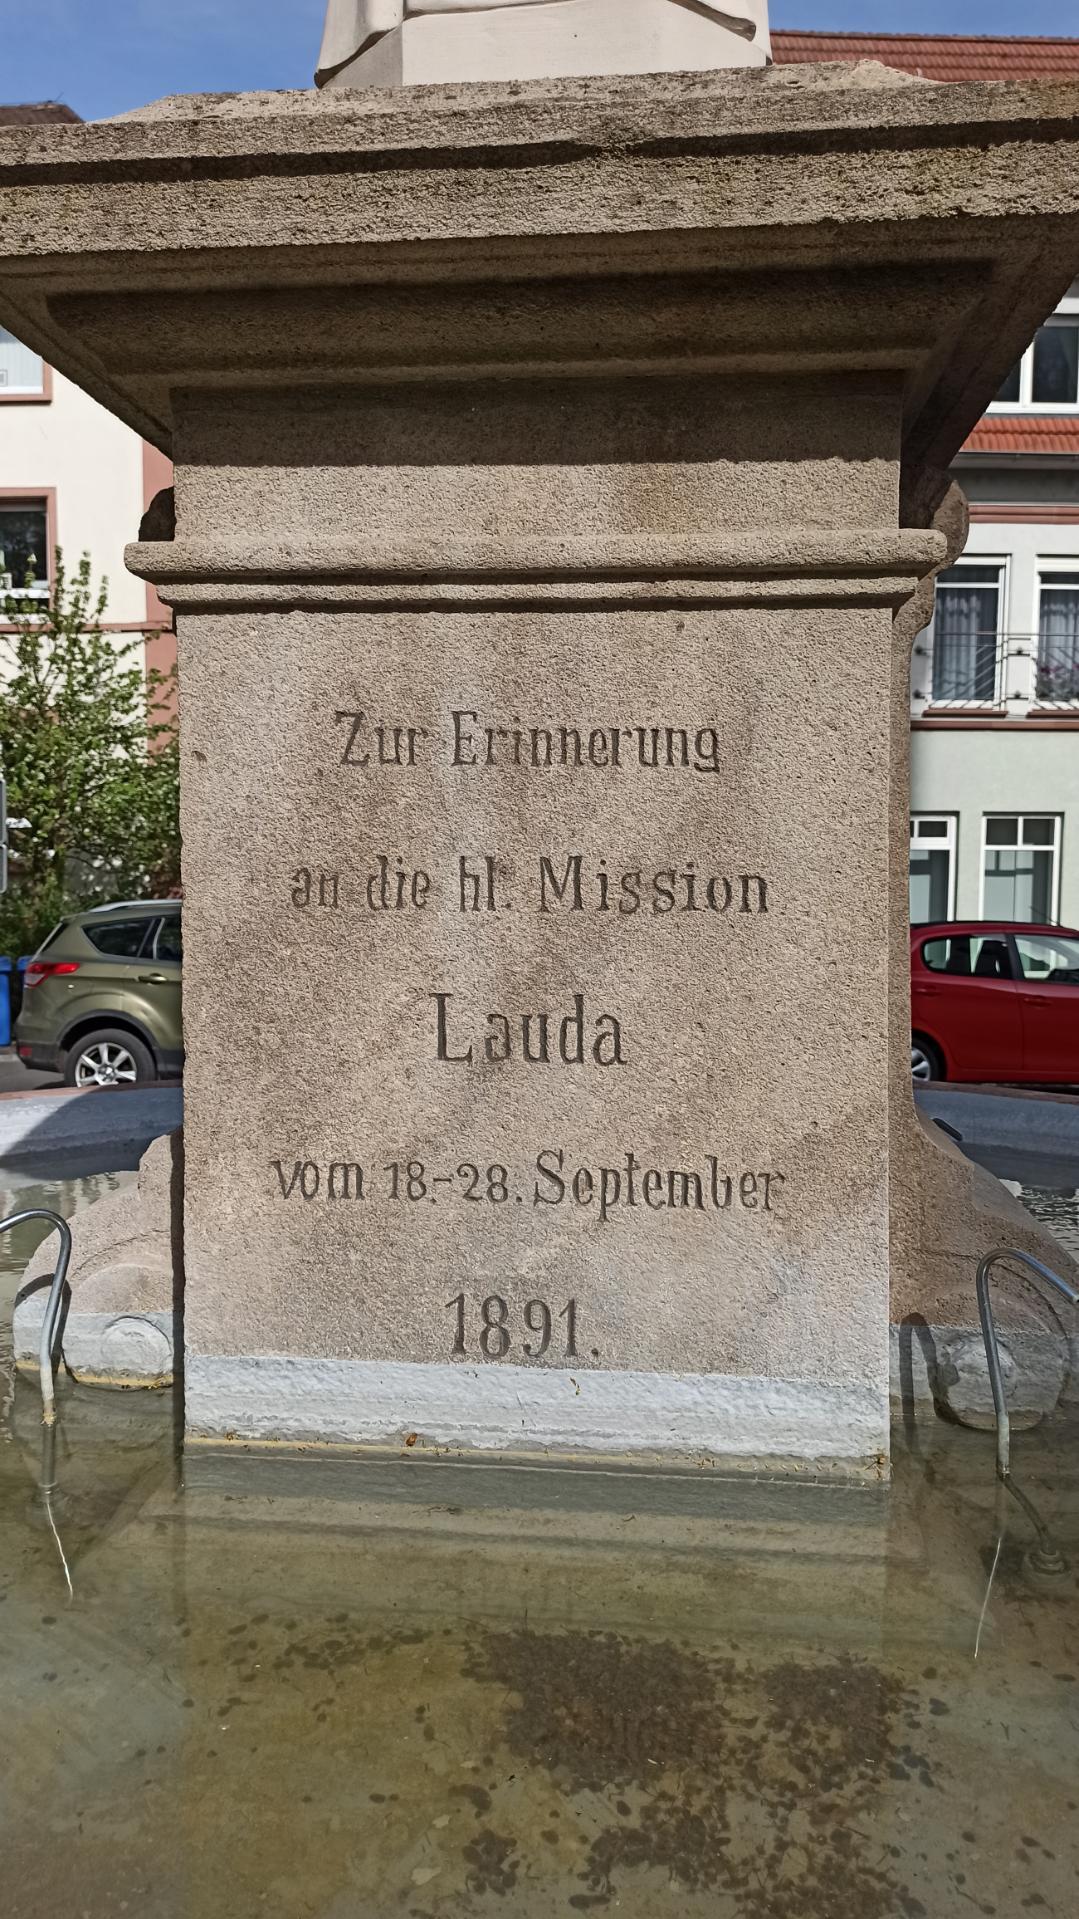 Zur Erinnerung
an die hl. Mission
Lauda
vom 18.-28. September
1891.